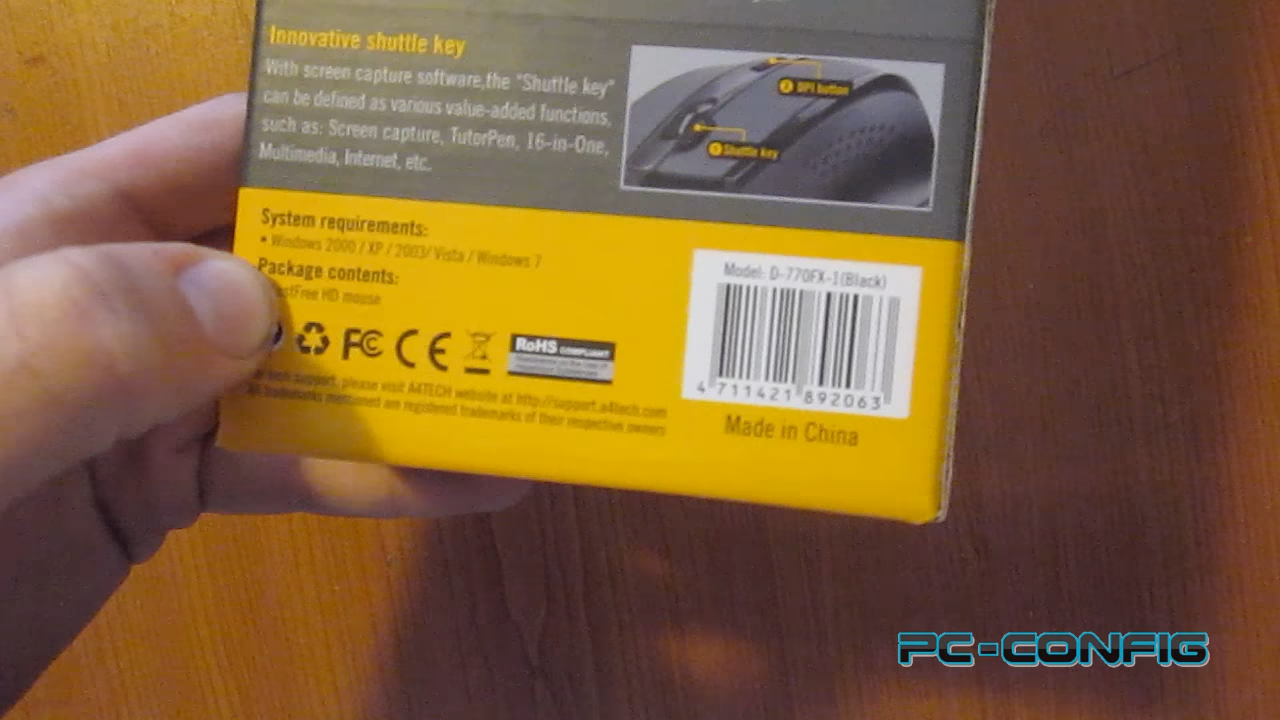 Innovative shuttle key
With screen capture software,the "Shuttle key"
can be defined as various value-added functions,
such as: Screen capture, TutorPen, 16-in-One,
Multimedia, Internet, etc.
2 DPI button
1 Shuttle key
System requirements:
• Windows 2000 / XP / 2003/ Vista / Windows 7
Package contents:
HD mouse
FC CE
RoHS COMPLIANT
tech support, please visit A4TECH website at http://support.a4tech.com
trademarks mentioned are registered trademarks of their respective owners
Model: D-770FX-1(Black)
4 711421 892063
Made in China
PC-CONFIG